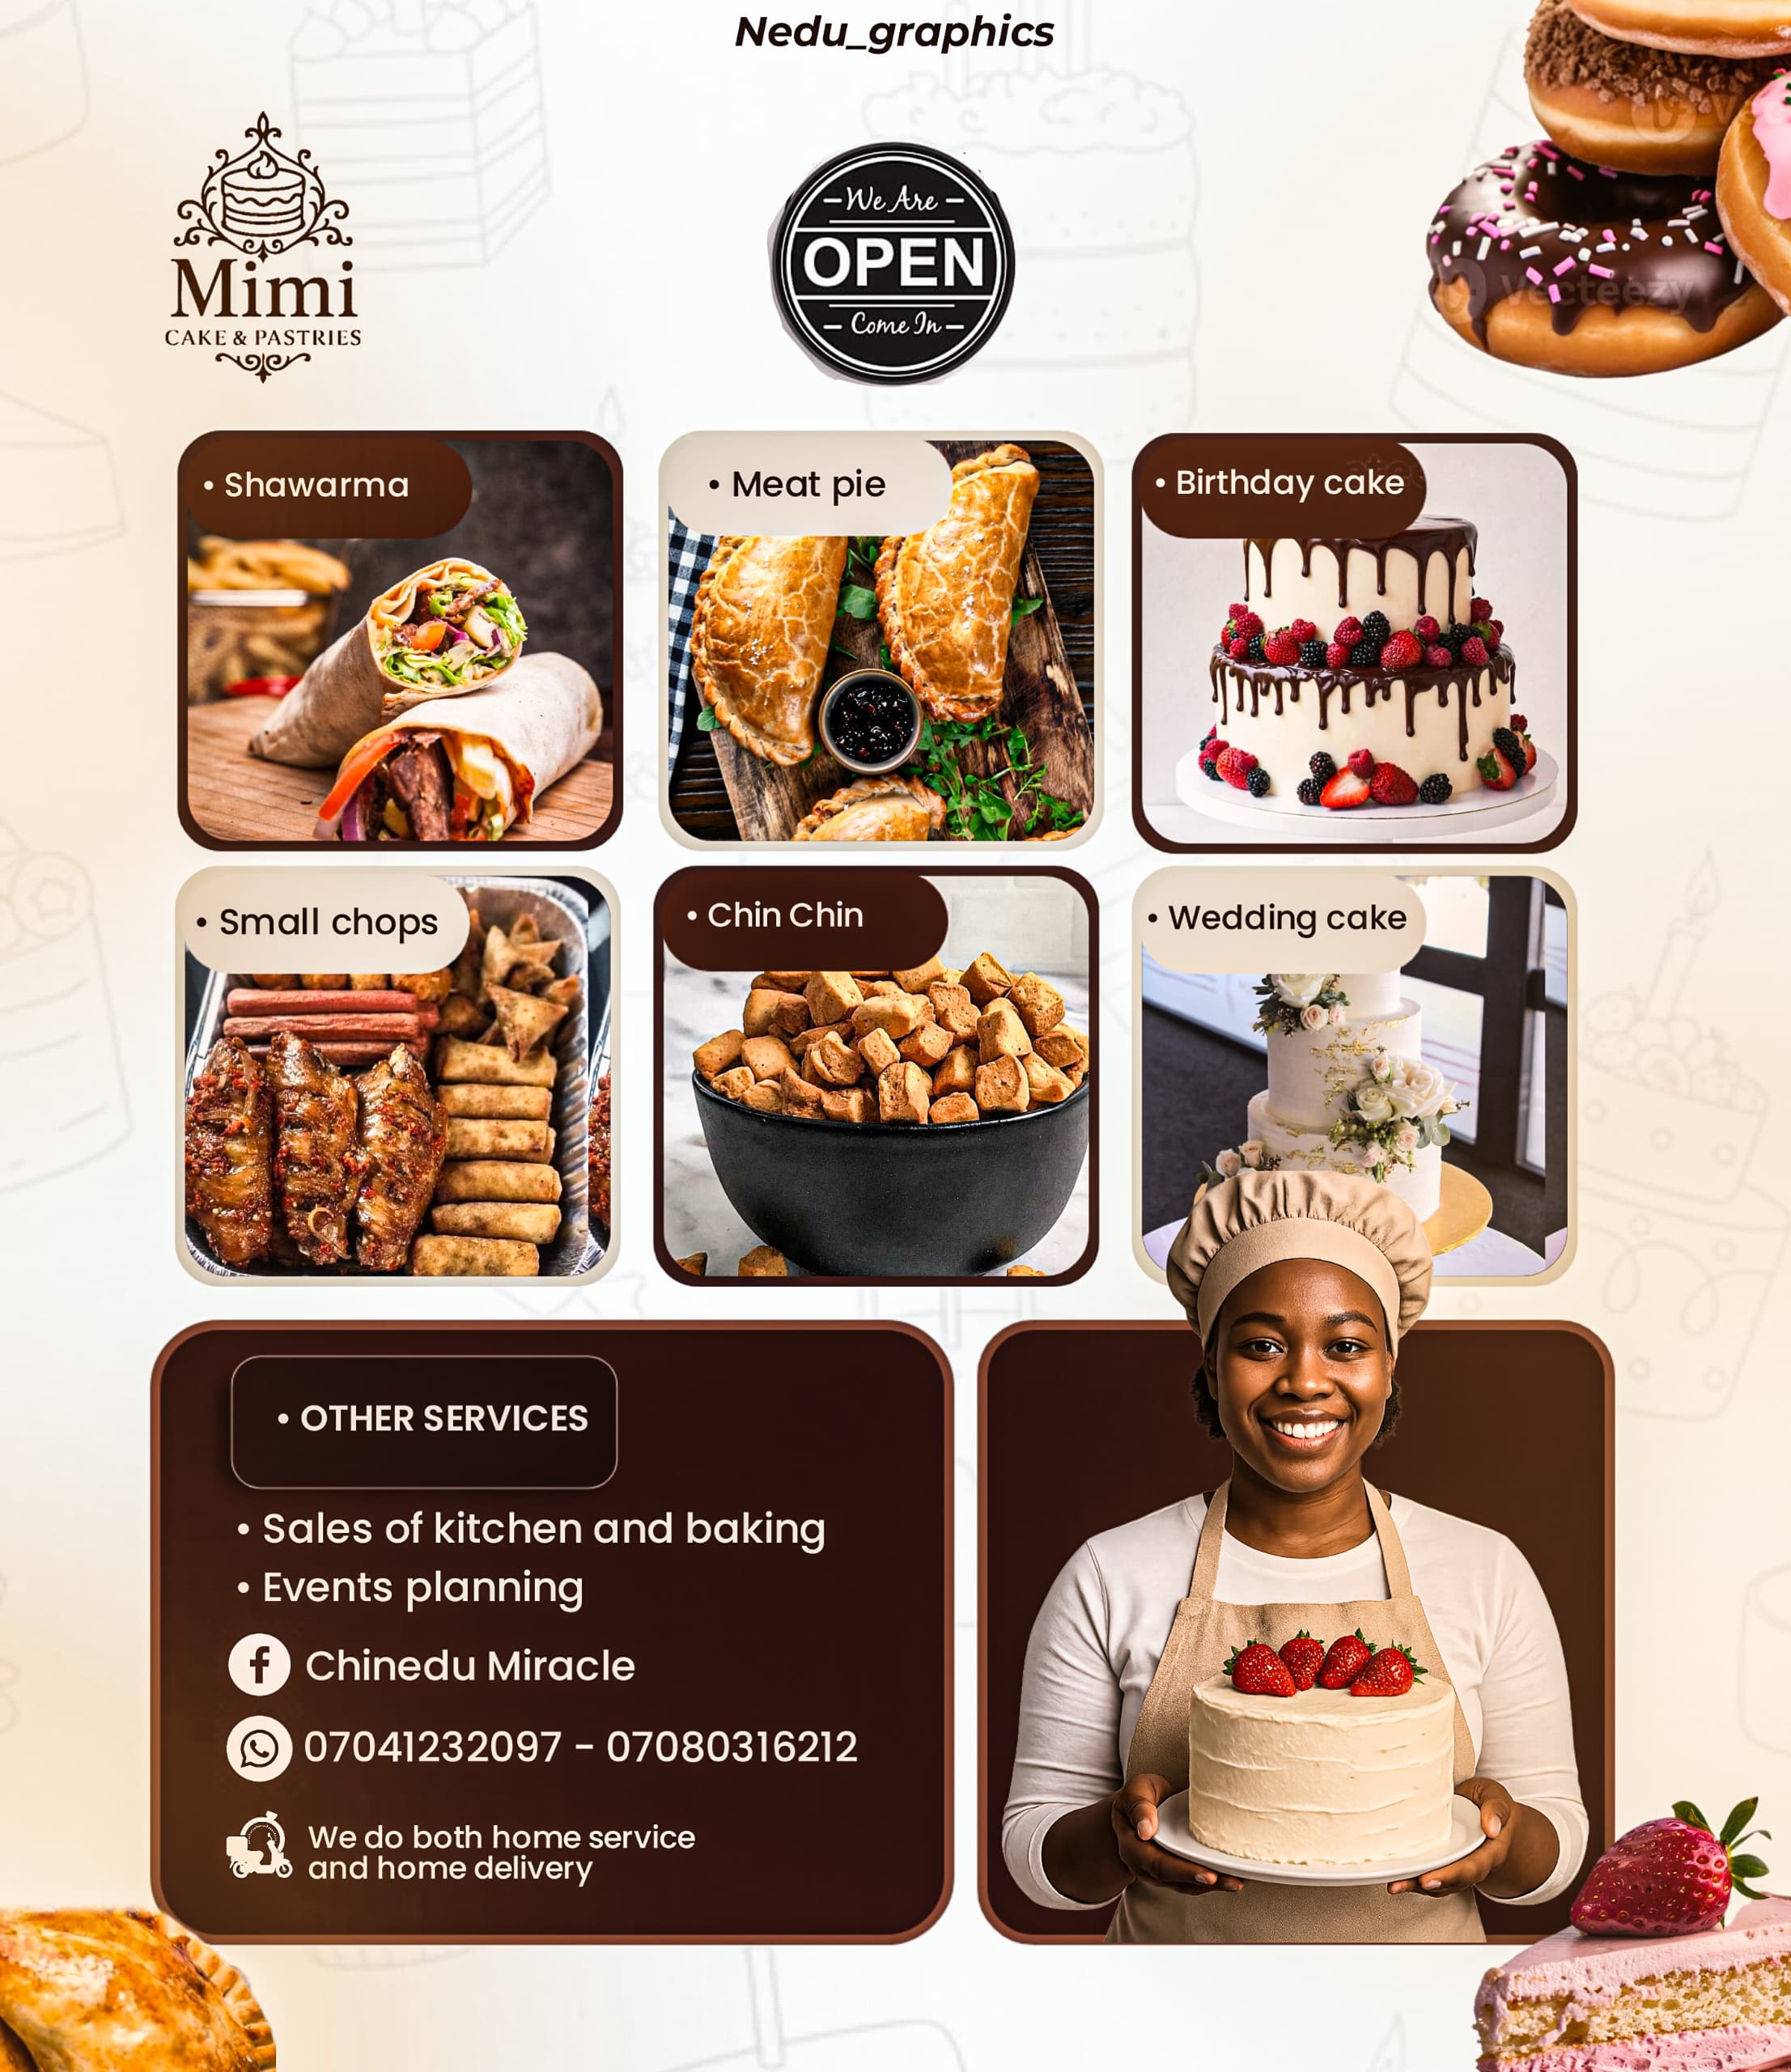 Nedu_graphics
Mimi
CAKE & PASTRIES
We Are
OPEN
Come In
• Shawarma
• Meat pie
• Birthday cake
• Small chops
• Chin Chin
• Wedding cake
• OTHER SERVICES
• Sales of kitchen and baking
• Events planning
Chinedu Miracle
07041232097 - 07080316212
We do both home service
and home delivery
Vecteezy